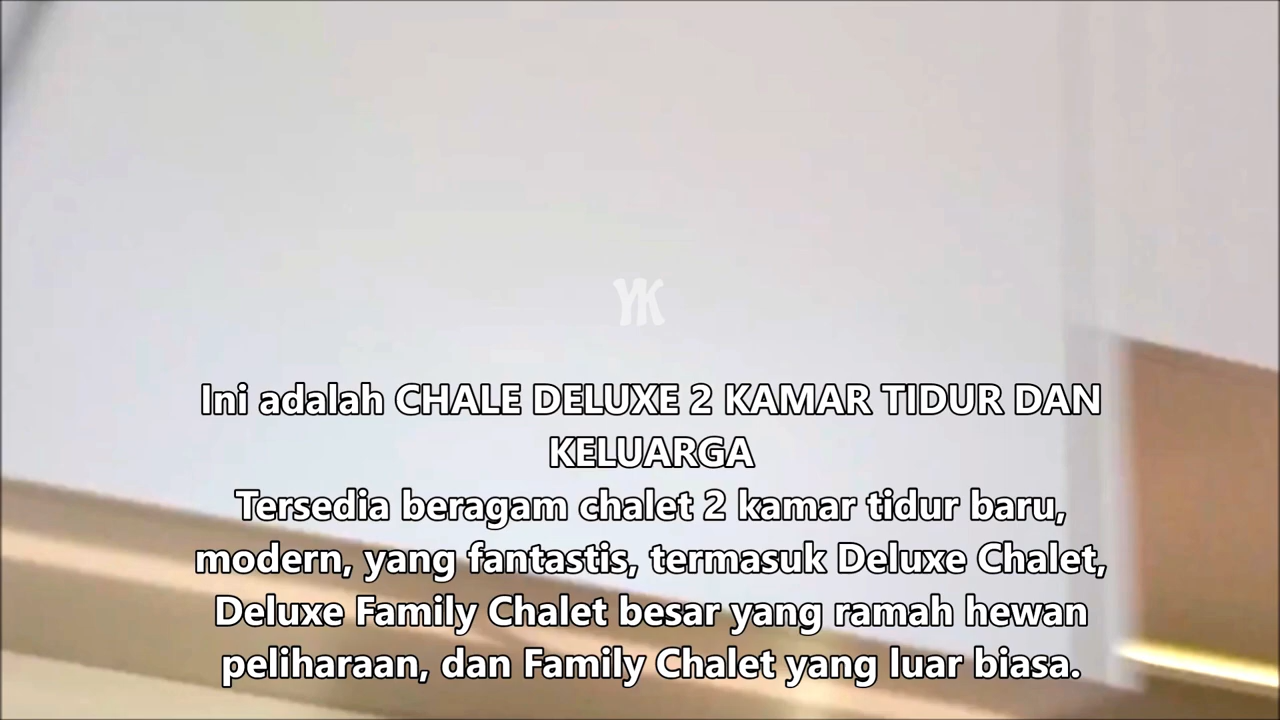 YK
Ini adalah CHALE DELUXE 2 KAMAR TIDUR DAN
KELUARGA
Tersedia beragam chalet 2 kamar tidur baru,
modern, yang fantastis, termasuk Deluxe Chalet,
Deluxe Family Chalet besar yang ramah hewan
peliharaan, dan Family Chalet yang luar biasa.